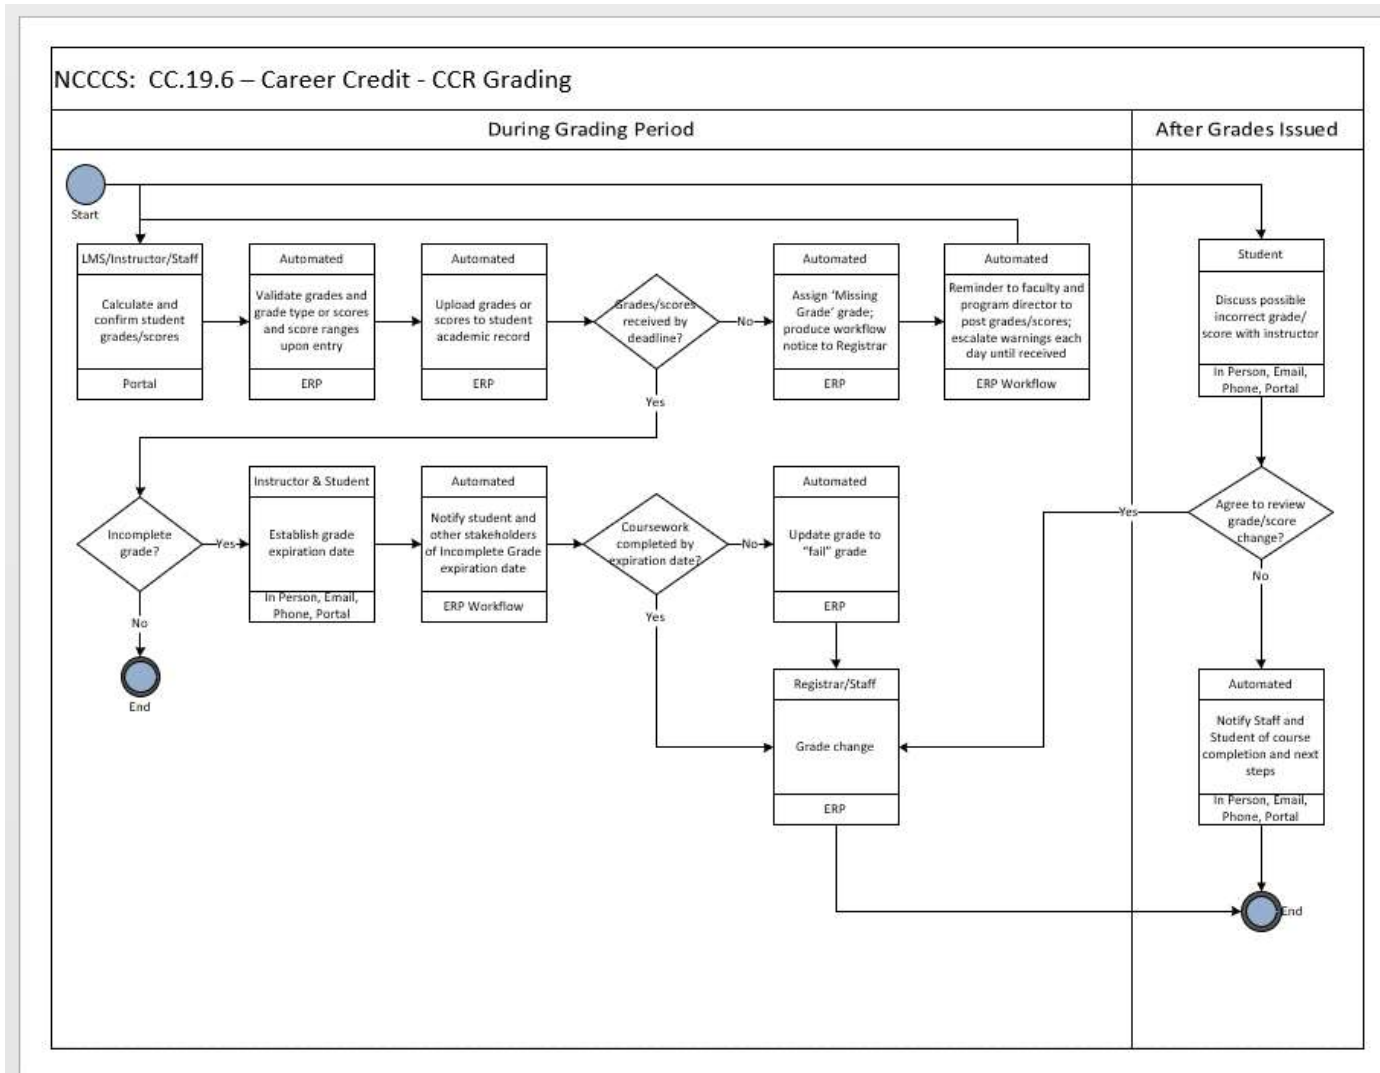 NCCCS:  CC.19.6 – Career Credit - CCR Grading
During Grading Period
After Grades Issued
Start
LMS/Instructor/Staff
Calculate and
confirm student
grades/scores
Portal
Automated
Validate grades and
grade type or scores
and score ranges
upon entry
ERP
Automated
Upload grades or
scores to student
academic record
ERP
Grades/scores
received by
deadline?
No
Yes
Automated
Assign ‘Missing
Grade’ grade;
produce workflow
notice to Registrar
ERP
Automated
Reminder to faculty and
program director to
post grades/scores;
escalate warnings each
day until received
ERP Workflow
Student
Discuss possible
incorrect grade/
score with instructor
In Person, Email,
Phone, Portal
Incomplete
grade?
Yes
No
End
Instructor & Student
Establish grade
expiration date
In Person, Email,
Phone, Portal
Automated
Notify student and
other stakeholders
of Incomplete Grade
expiration date
ERP Workflow
Coursework
completed by
expiration date?
No
Yes
Automated
Update grade to
“fail” grade
ERP
Registrar/Staff
Grade change
ERP
Yes
Agree to review
grade/score
change?
No
Automated
Notify Staff and
Student of course
completion and next
steps
In Person, Email,
Phone, Portal
End